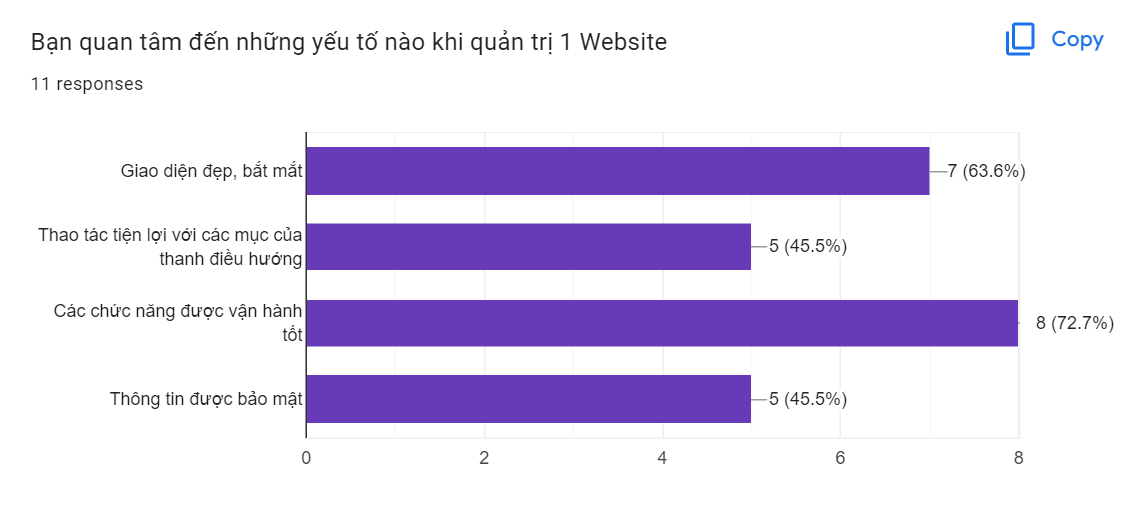 Bạn quan tâm đến những yếu tố nào khi quản trị 1 Website
Copy
11 responses
Giao diện đẹp, bắt mắt
7 (63.6%)
Thao tác tiện lợi với các mục của
thanh điều hướng
5 (45.5%)
Các chức năng được vận hành
tốt
8 (72.7%)
Thông tin được bảo mật
5 (45.5%)
0 2 4 6 8